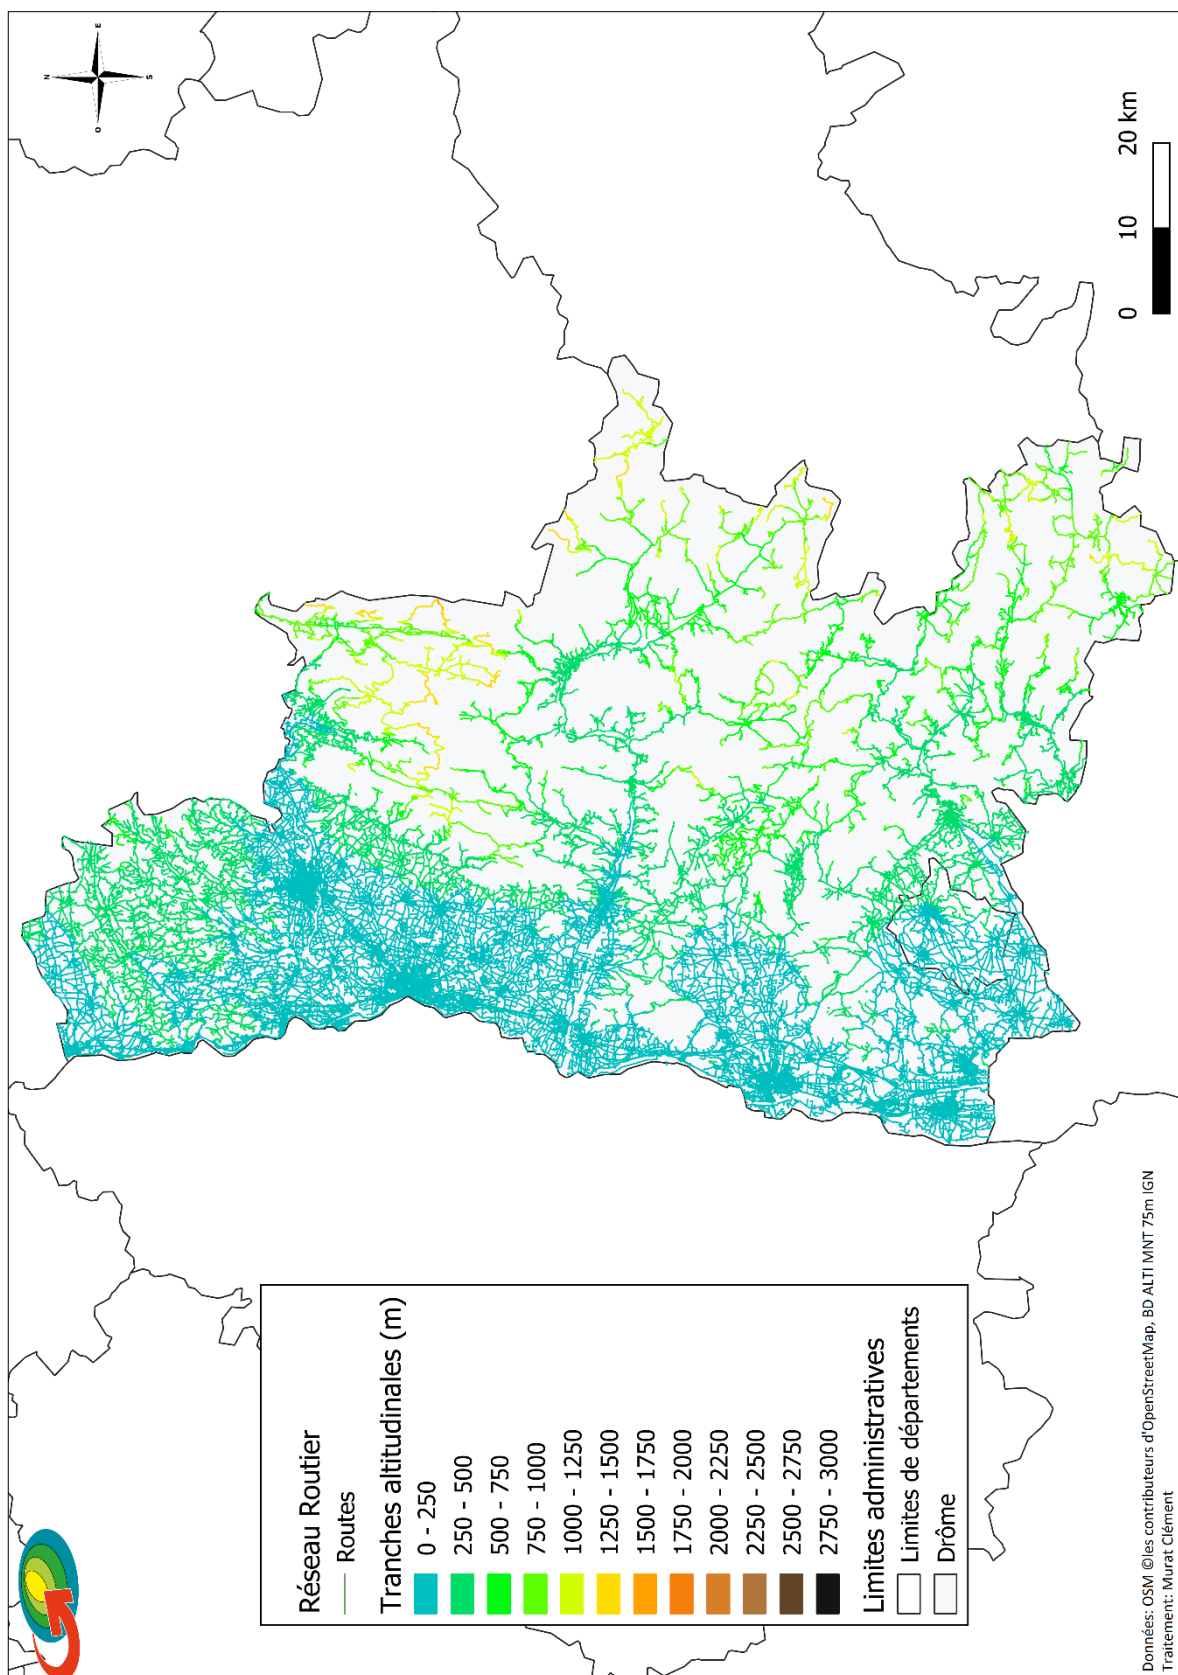 N
E
S
O
Réseau Routier
Routes
Tranches altitudinales (m)
0 - 250
250 - 500
500 - 750
750 - 1000
1000 - 1250
1250 - 1500
1500 - 1750
1750 - 2000
2000 - 2250
2250 - 2500
2500 - 2750
2750 - 3000
Limites administratives
Limites de départements
Drôme
0 10 20 km
Données: OSM ©les contributeurs d'OpenStreetMap, BD ALTI MNT 75m IGN
Traitement: Murat Clément